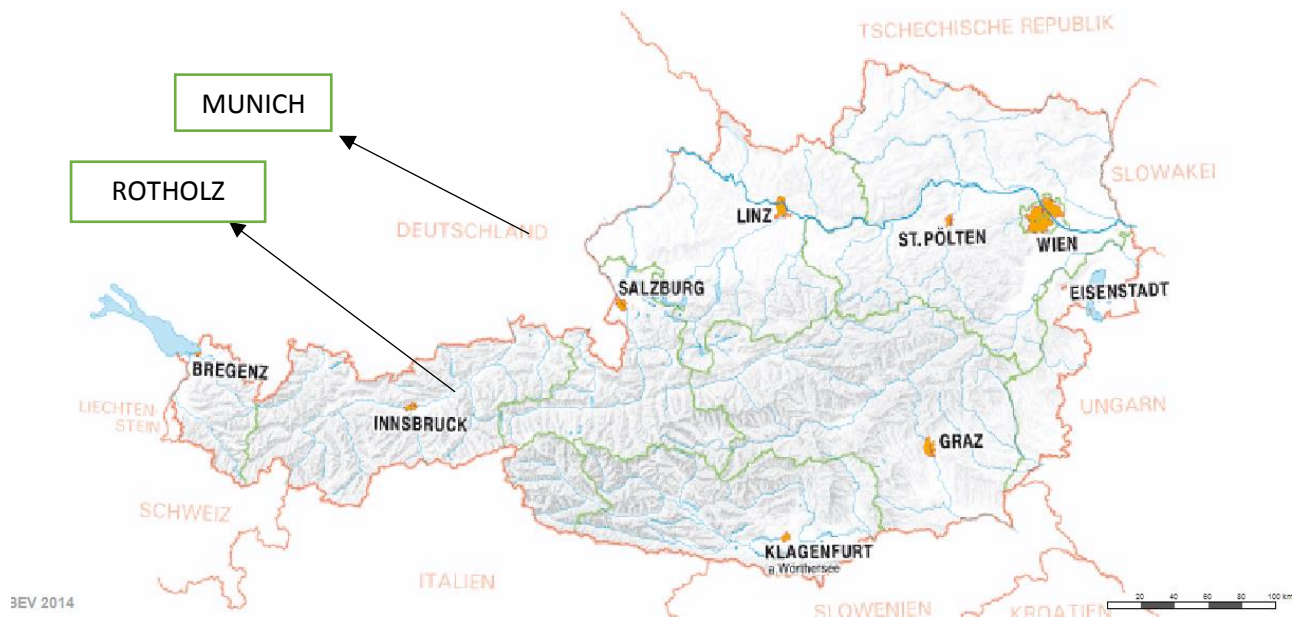 TSCHECHISCHE REPUBLIK
MUNICH
ROTHOLZ
SLOWAKEI
DEUTSCHLAND
LINZ
ST. PÖLTEN
WIEN
SALZBURG
EISENSTADT
BREGENZ
LIECHTEN-
STEIN
INNSBRUCK
UNGARN
GRAZ
SCHWEIZ
KLAGENFURT
a. Wörthersee
ITALIEN
BEV 2014
SLOWENIEN
KROATIEN
20 40 60 80 100 km